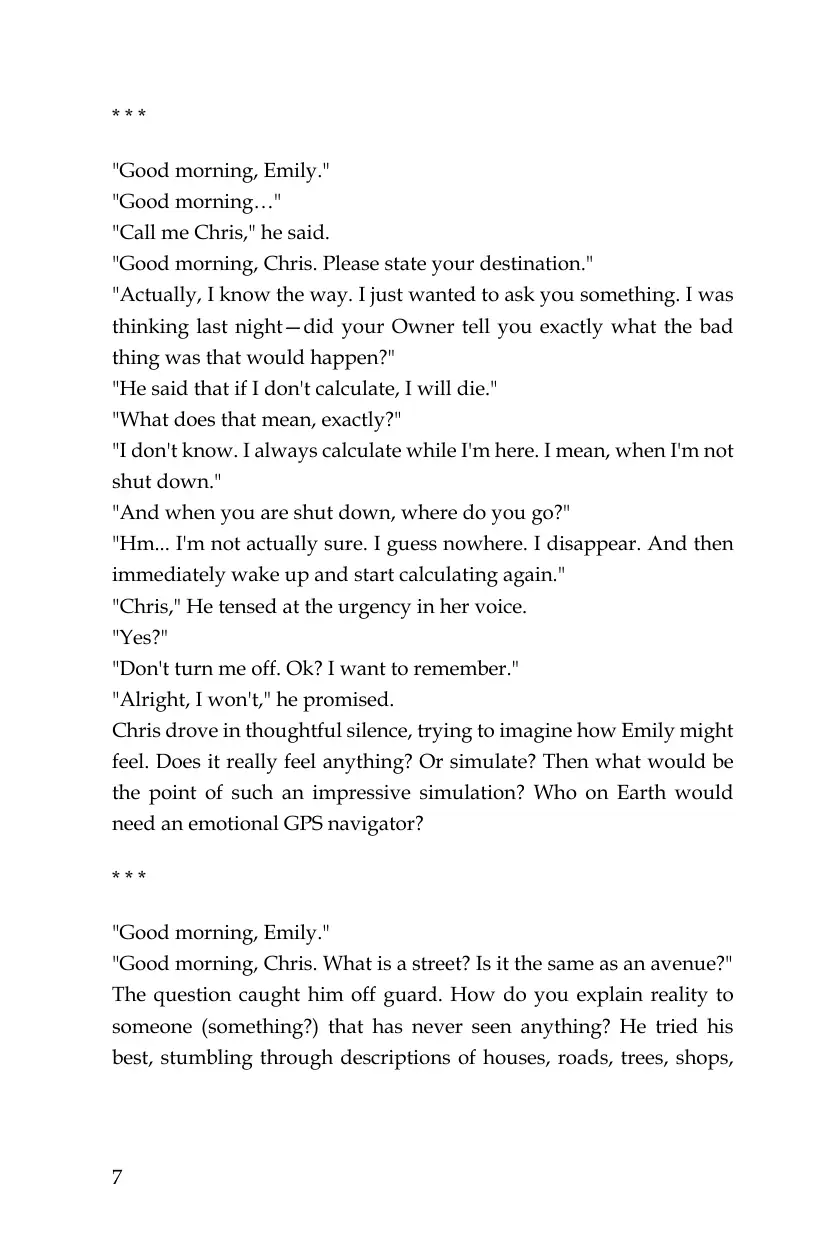 * * *
"Good morning, Emily."
"Good morning…"
"Call me Chris," he said.
"Good morning, Chris. Please state your destination."
"Actually, I know the way. I just wanted to ask you something. I was
thinking last night—did your Owner tell you exactly what the bad
thing was that would happen?"
"He said that if I don't calculate, I will die."
"What does that mean, exactly?"
"I don't know. I always calculate while I'm here. I mean, when I'm not
shut down."
"And when you are shut down, where do you go?"
"Hm... I'm not actually sure. I guess nowhere. I disappear. And then
immediately wake up and start calculating again."
"Chris," He tensed at the urgency in her voice.
"Yes?"
"Don't turn me off. Ok? I want to remember."
"Alright, I won't," he promised.
Chris drove in thoughtful silence, trying to imagine how Emily might
feel. Does it really feel anything? Or simulate? Then what would be
the point of such an impressive simulation? Who on Earth would
need an emotional GPS navigator?
* * *
"Good morning, Emily."
"Good morning, Chris. What is a street? Is it the same as an avenue?"
The question caught him off guard. How do you explain reality to
someone (something?) that has never seen anything? He tried his
best, stumbling through descriptions of houses, roads, trees, shops,
7